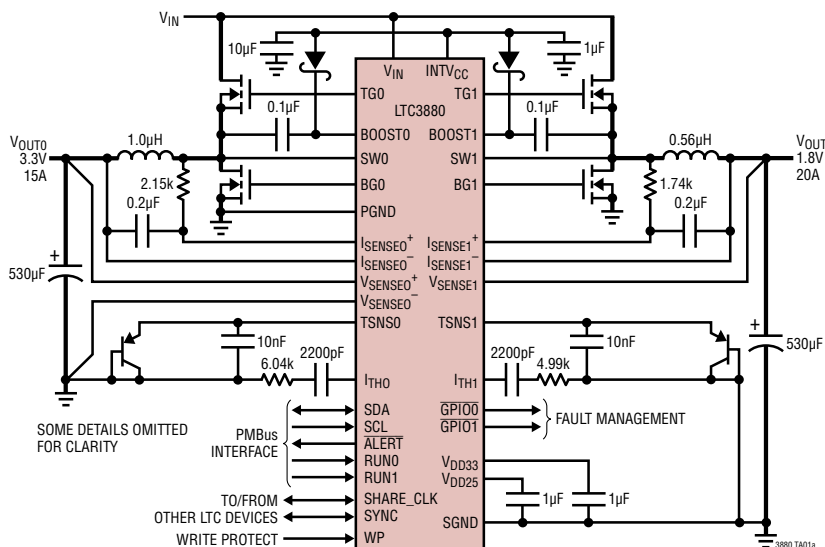 VIN
10µF
1µF
VIN INTVCC
TG0 TG1
LTC3880
0.1µF
0.1µF
BOOST0 BOOST1
VOUT0
3.3V
15A
1.0µH
0.56µH
VOUT
1.8V
20A
SW0 SW1
2.15k
1.74k
BG0 BG1
0.2µF
0.2µF
PGND
ISENSE0+ ISENSE1+
ISENSE0– ISENSE1–
VSENSE0+ VSENSE1
VSENSE0–
+
530µF
+
530µF
TSNS0 TSNS1
10nF
10nF
2200pF
2200pF
6.04k
4.99k
ITH0 ITH1
SOME DETAILS OMITTED
FOR CLARITY
PMBus
INTERFACE
SDA
SCL
ALERT
RUN0
RUN1
GPIO0
GPIO1
FAULT MANAGEMENT
VDD33
VDD25
1µF
1µF
TO/FROM
OTHER LTC DEVICES
SHARE_CLK
SYNC
WRITE PROTECT
WP
SGND
3880 TA01a